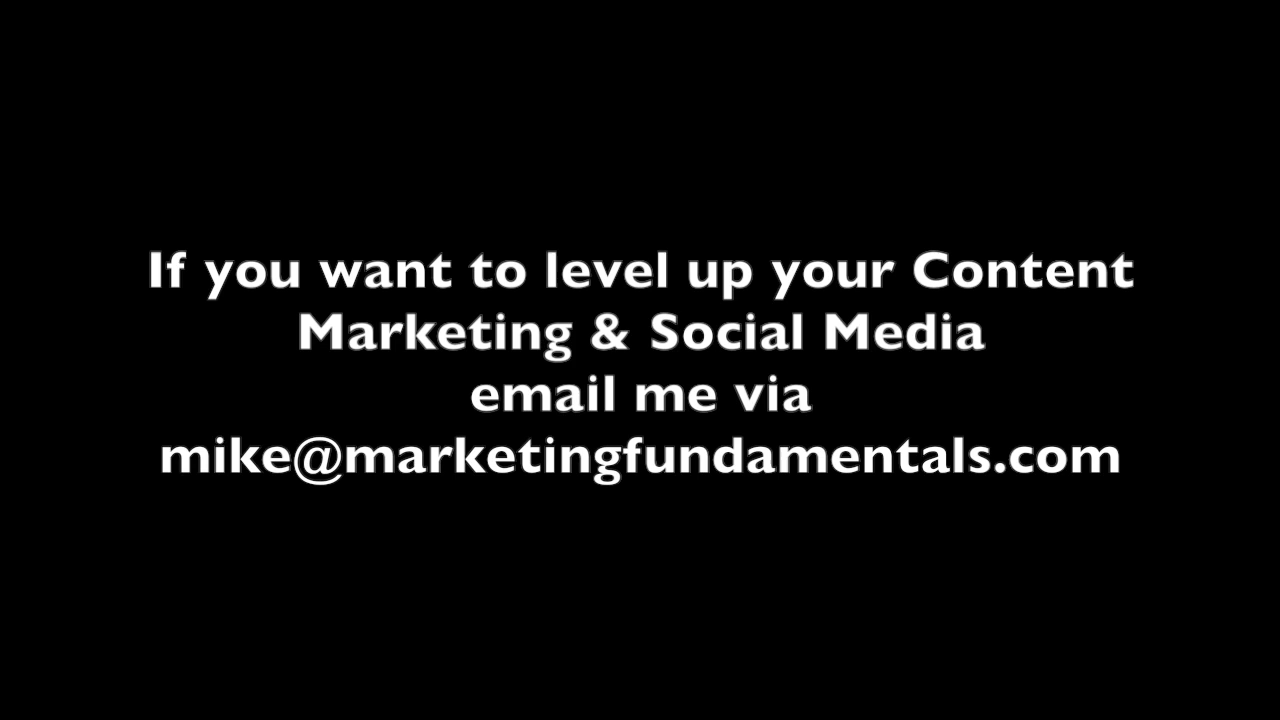 If you want to level up your Content
Marketing & Social Media
email me via
mike@marketingfundamentals.com